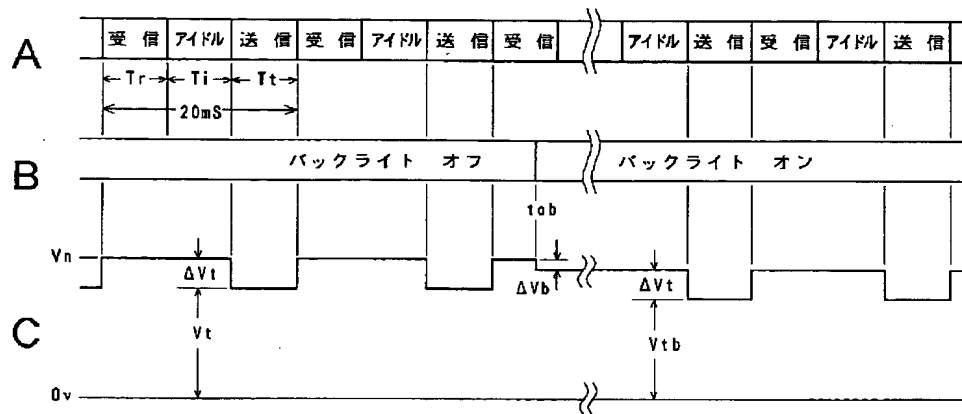 A
受信 アイドル 送信 受信 アイドル 送信 受信 アイドル 送信 受信 アイドル 送信
Tr Ti Tt
20mS
B
バックライト オフ バックライト オン
tob
Vn
ΔVt ΔVb ΔVt
C
Vt Vtb
0v